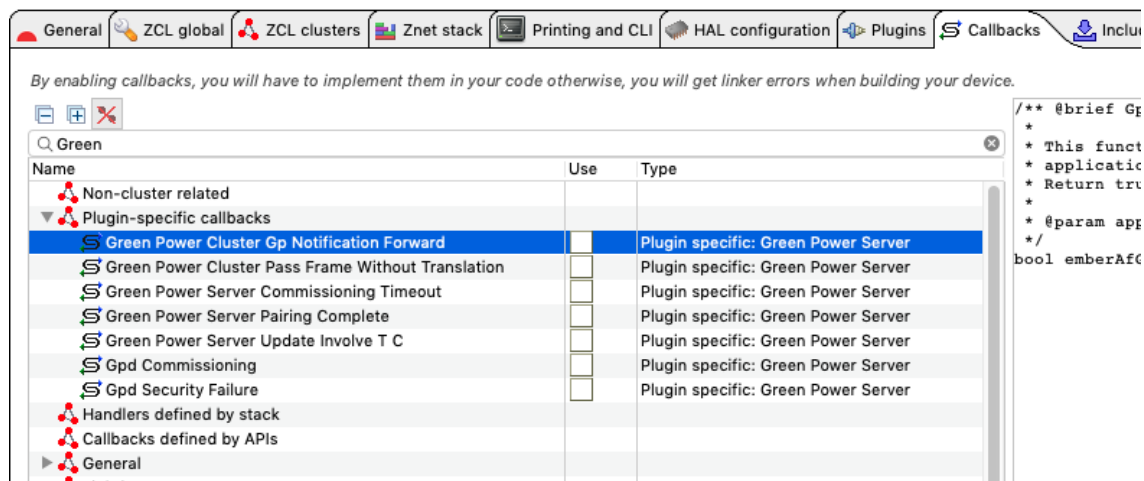 General ZCL global ZCL clusters Znet stack Printing and CLI HAL configuration Plugins Callbacks
By enabling callbacks, you will have to implement them in your code otherwise, you will get linker errors when building your device.
Green
Name Use Type
Non-cluster related
Plugin-specific callbacks
Green Power Cluster Gp Notification Forward Plugin specific: Green Power Server
Green Power Cluster Pass Frame Without Translation Plugin specific: Green Power Server
Green Power Server Commissioning Timeout Plugin specific: Green Power Server
Green Power Server Pairing Complete Plugin specific: Green Power Server
Green Power Server Update Involve T C Plugin specific: Green Power Server
Gpd Commissioning Plugin specific: Green Power Server
Gpd Security Failure Plugin specific: Green Power Server
Handlers defined by stack
Callbacks defined by APIs
General
/** @brief Gp
*
* This funct
* applicatio
* Return tru
*
* @param app
*/
bool emberAfG